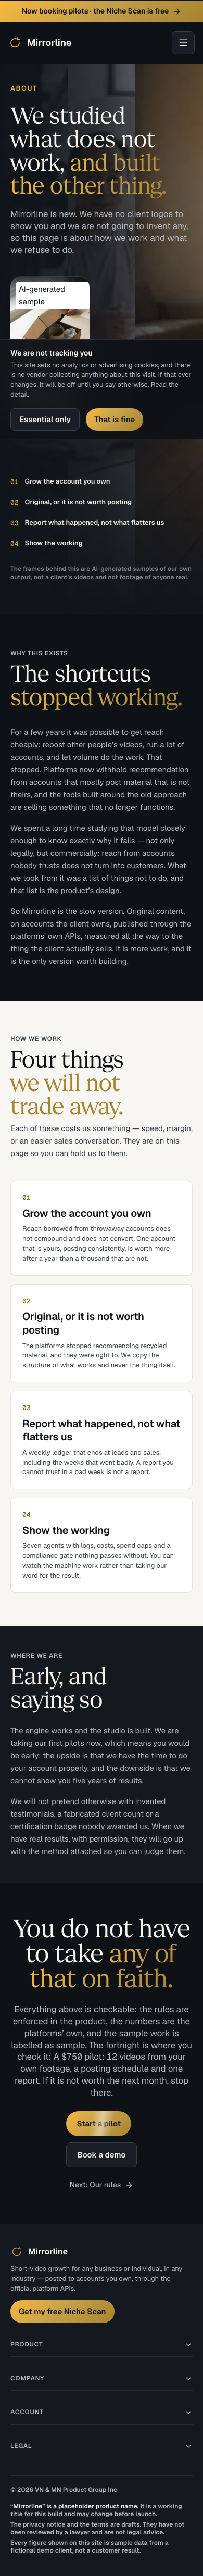 Now booking pilots · the Niche Scan is free →
Mirrorline
ABOUT
We studied
what does not
work, and built
the other thing.
Mirrorline is new. We have no client logos to
show you and we are not going to invent any,
so this page is about how we work and what
we refuse to do.
AI-generated
sample
We are not tracking you
This site sets no analytics or advertising cookies, and there
is no vendor collecting anything about this visit. If that ever
changes, it will be off until you say otherwise. Read the
detail.
Essential only
That is fine
01 Grow the account you own
02 Original, or it is not worth posting
03 Report what happened, not what flatters us
04 Show the working
The frames behind this are AI-generated samples of our own
output, not a client's videos and not footage of anyone real.
WHY THIS EXISTS
The shortcuts
stopped working.
For a few years it was possible to get reach
cheaply: repost other people's videos, run a lot of
accounts, and let volume do the work. That
stopped. Platforms now withhold recommendation
from accounts that mostly post material that is not
theirs, and the tools built around the old approach
are selling something that no longer functions.
We spent a long time studying that model closely
enough to know exactly why it fails — not only
legally, but commercially: reach from accounts
nobody trusts does not turn into customers. What
we took from it was a list of things not to do, and
that list is the product's design.
So Mirrorline is the slow version. Original content,
on accounts the client owns, published through the
platforms' own APIs, measured all the way to the
thing the client actually sells. It is more work, and it
is the only version worth building.
HOW WE WORK
Four things
we will not
trade away.
Each of these costs us something — speed, margin,
or an easier sales conversation. They are on this
page so you can hold us to them.
01
Grow the account you own
Reach borrowed from throwaway accounts does
not compound and does not convert. One account
that is yours, posting consistently, is worth more
after a year than a thousand that are not.
02
Original, or it is not worth
posting
The platforms stopped recommending recycled
material, and they were right to. We copy the
structure of what works and never the thing itself.
03
Report what happened, not what
flatters us
A weekly ledger that ends at leads and sales,
including the weeks that went badly. A report you
cannot trust in a bad week is not a report.
04
Show the working
Seven agents with logs, costs, spend caps and a
compliance gate nothing passes without. You can
watch the machine work rather than taking our
word for the result.
WHERE WE ARE
Early, and
saying so
The engine works and the studio is built. We are
taking our first pilots now, which means you would
be early: the upside is that we have the time to do
your account properly, and the downside is that we
cannot show you five years of results.
We will not pretend otherwise with invented
testimonials, a fabricated client count or a
certification badge nobody awarded us. When we
have real results, with permission, they will go up
with the method attached so you can judge them.
You do not have
to take any of
that on faith.
Everything above is checkable: the rules are
enforced in the product, the numbers are the
platforms' own, and the sample work is
labelled as sample. The fortnight is where you
check it: A $750 pilot: 12 videos from your
own footage, a posting schedule and one
report. If it is not worth the next month, stop
there.
Start a pilot
Book a demo
Next: Our rules →
Mirrorline
Short-video growth for any business or individual, in any
industry — posted to accounts you own, through the
official platform APIs.
Get my free Niche Scan
PRODUCT
COMPANY
ACCOUNT
LEGAL
© 2026 VN & MN Product Group Inc
"Mirrorline" is a placeholder product name. It is a working
title for this build and may change before launch.
The privacy notice and the terms are drafts. They have not
been reviewed by a lawyer and are not legal advice.
Every figure shown on this site is sample data from a
fictional demo client, not a customer result.